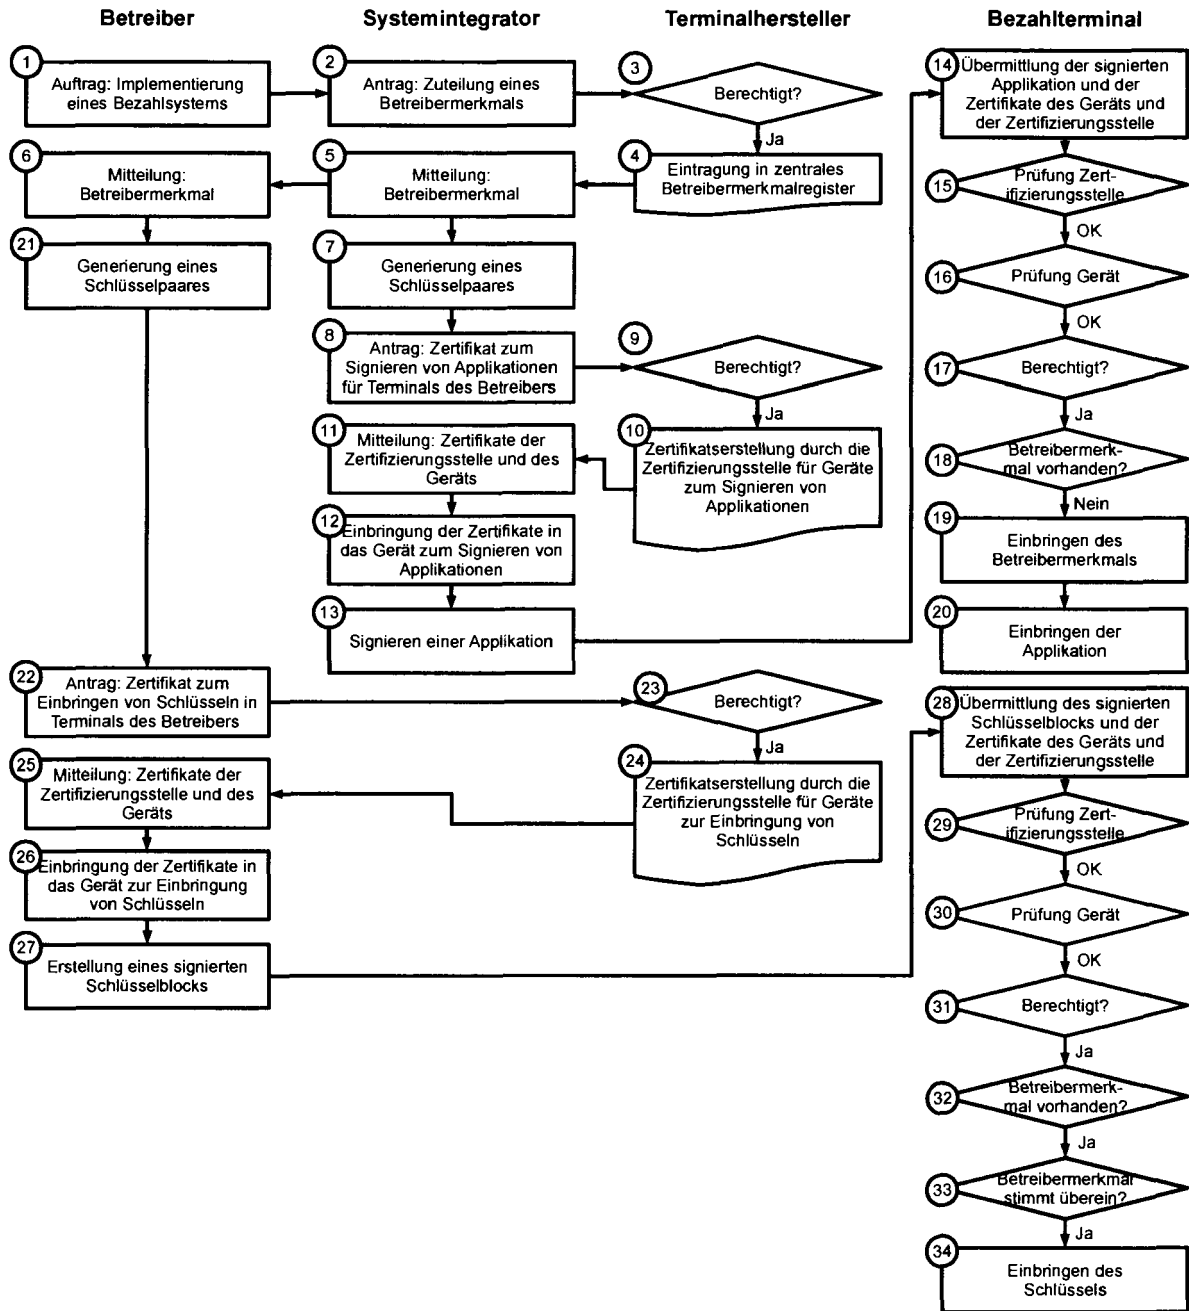 Betreiber
Systemintegrator
Terminalhersteller
Bezahlterminal
1
Auftrag: Implementierung
eines Bezahlsystems
2
Antrag: Zuteilung eines
Betreibermerkmals
3
Berechtigt?
Ja
4
Eintragung in zentrales
Betreibermerkmalregister
5
Mitteilung:
Betreibermerkmal
6
Mitteilung:
Betreibermerkmal
21
Generierung eines
Schlüsselpaares
7
Generierung eines
Schlüsselpaares
8
Antrag: Zertifikat zum
Signieren von Applikationen
für Terminals des Betreibers
9
Berechtigt?
Ja
10
Zertifikatserstellung durch die
Zertifizierungsstelle für Geräte
zum Signieren von
Applikationen
11
Mitteilung: Zertifikate der
Zertifizierungsstelle und des
Geräts
12
Einbringung der Zertifikate in
das Gerät zum Signieren von
Applikationen
13
Signieren einer Applikation
14
Übermittlung der signierten
Applikation und der
Zertifikate des Geräts und
der Zertifizierungsstelle
15
Prüfung Zert-
ifizierungsstelle
OK
16
Prüfung Gerät
OK
17
Berechtigt?
Ja
18
Betreibermerk-
mal vorhanden?
Nein
19
Einbringen des
Betreibermerkmals
20
Einbringen der
Applikation
22
Antrag: Zertifikat zum
Einbringen von Schlüsseln in
Terminals des Betreibers
23
Berechtigt?
Ja
24
Zertifikatserstellung durch die
Zertifizierungsstelle für Geräte
zur Einbringung von
Schlüsseln
25
Mitteilung: Zertifikate der
Zertifizierungsstelle und des
Geräts
26
Einbringung der Zertifikate in
das Gerät zur Einbringung
von Schlüsseln
27
Erstellung eines signierten
Schlüsselblocks
28
Übermittlung des signierten
Schlüsselblocks und der
Zertifikate des Geräts und
der Zertifizierungsstelle
29
Prüfung Zert-
ifizierungsstelle
OK
30
Prüfung Gerät
OK
31
Berechtigt?
Ja
32
Betreibermerk-
mal vorhanden?
Ja
33
Betreibermerkmal
stimmt überein?
Ja
34
Einbringen des
Schlüssels